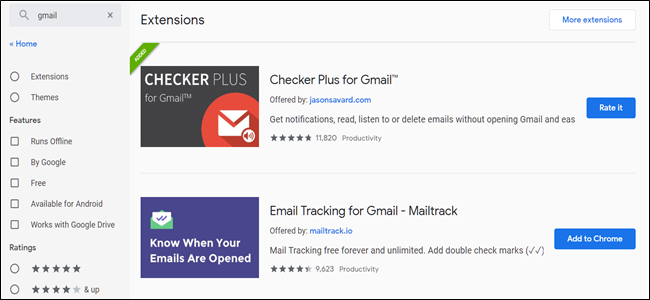 gmail
×
« Home
Extensions
Themes
Features
Runs Offline
By Google
Free
Available for Android
Works with Google Drive
Ratings
& up
Extensions
More extensions
ADDED
CHECKER PLUS
for Gmail™
Checker Plus for Gmail™
Offered by: jasonsavard.com
Get notifications, read, listen to or delete emails without opening Gmail and eas
11,820 Productivity
Rate it
Know When Your
Emails Are Opened
Email Tracking for Gmail - Mailtrack
Offered by: mailtrack.io
Mail Tracking free forever and unlimited. Add double check marks (✓✓)
9,623 Productivity
Add to Chrome